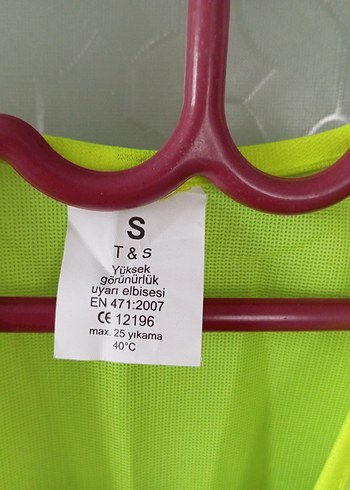 S
T & S
Yüksek
görünürlük
uyarı elbisesi
EN 471:2007
CE 12196
max. 25 yıkama
40°C